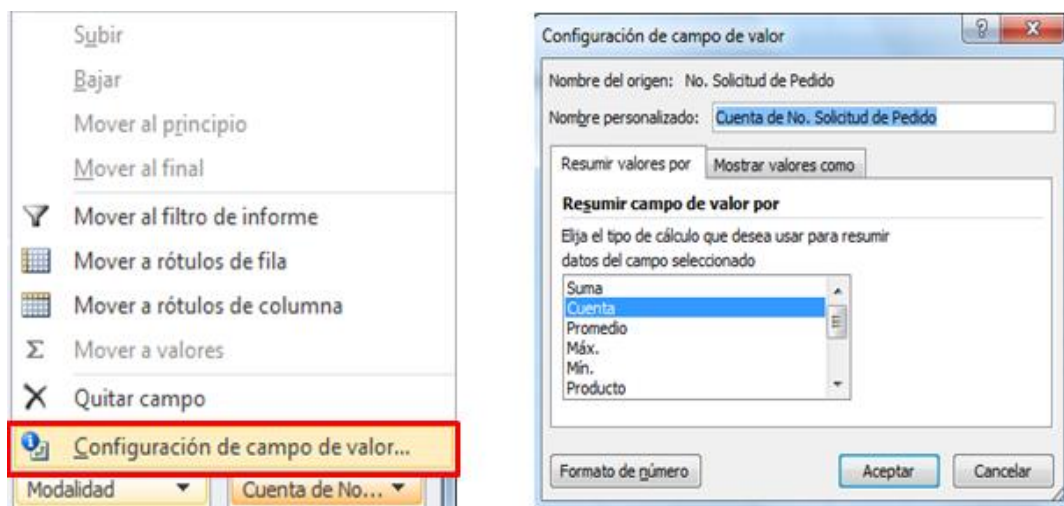 Subir
Bajar
Mover al principio
Mover al final
Mover al filtro de informe
Mover a rótulos de fila
Mover a rótulos de columna
Σ Mover a valores
Quitar campo
Configuración de campo de valor...
Modalidad
Cuenta de No...
Configuración de campo de valor
Nombre del origen: No. Solicitud de Pedido
Nombre personalizado: Cuenta de No. Solicitud de Pedido
Resumir valores por
Mostrar valores como
Resumir campo de valor por
Elija el tipo de cálculo que desea usar para resumir
datos del campo seleccionado
Suma
Cuenta
Promedio
Máx.
Mín.
Producto
Formato de número
Aceptar
Cancelar